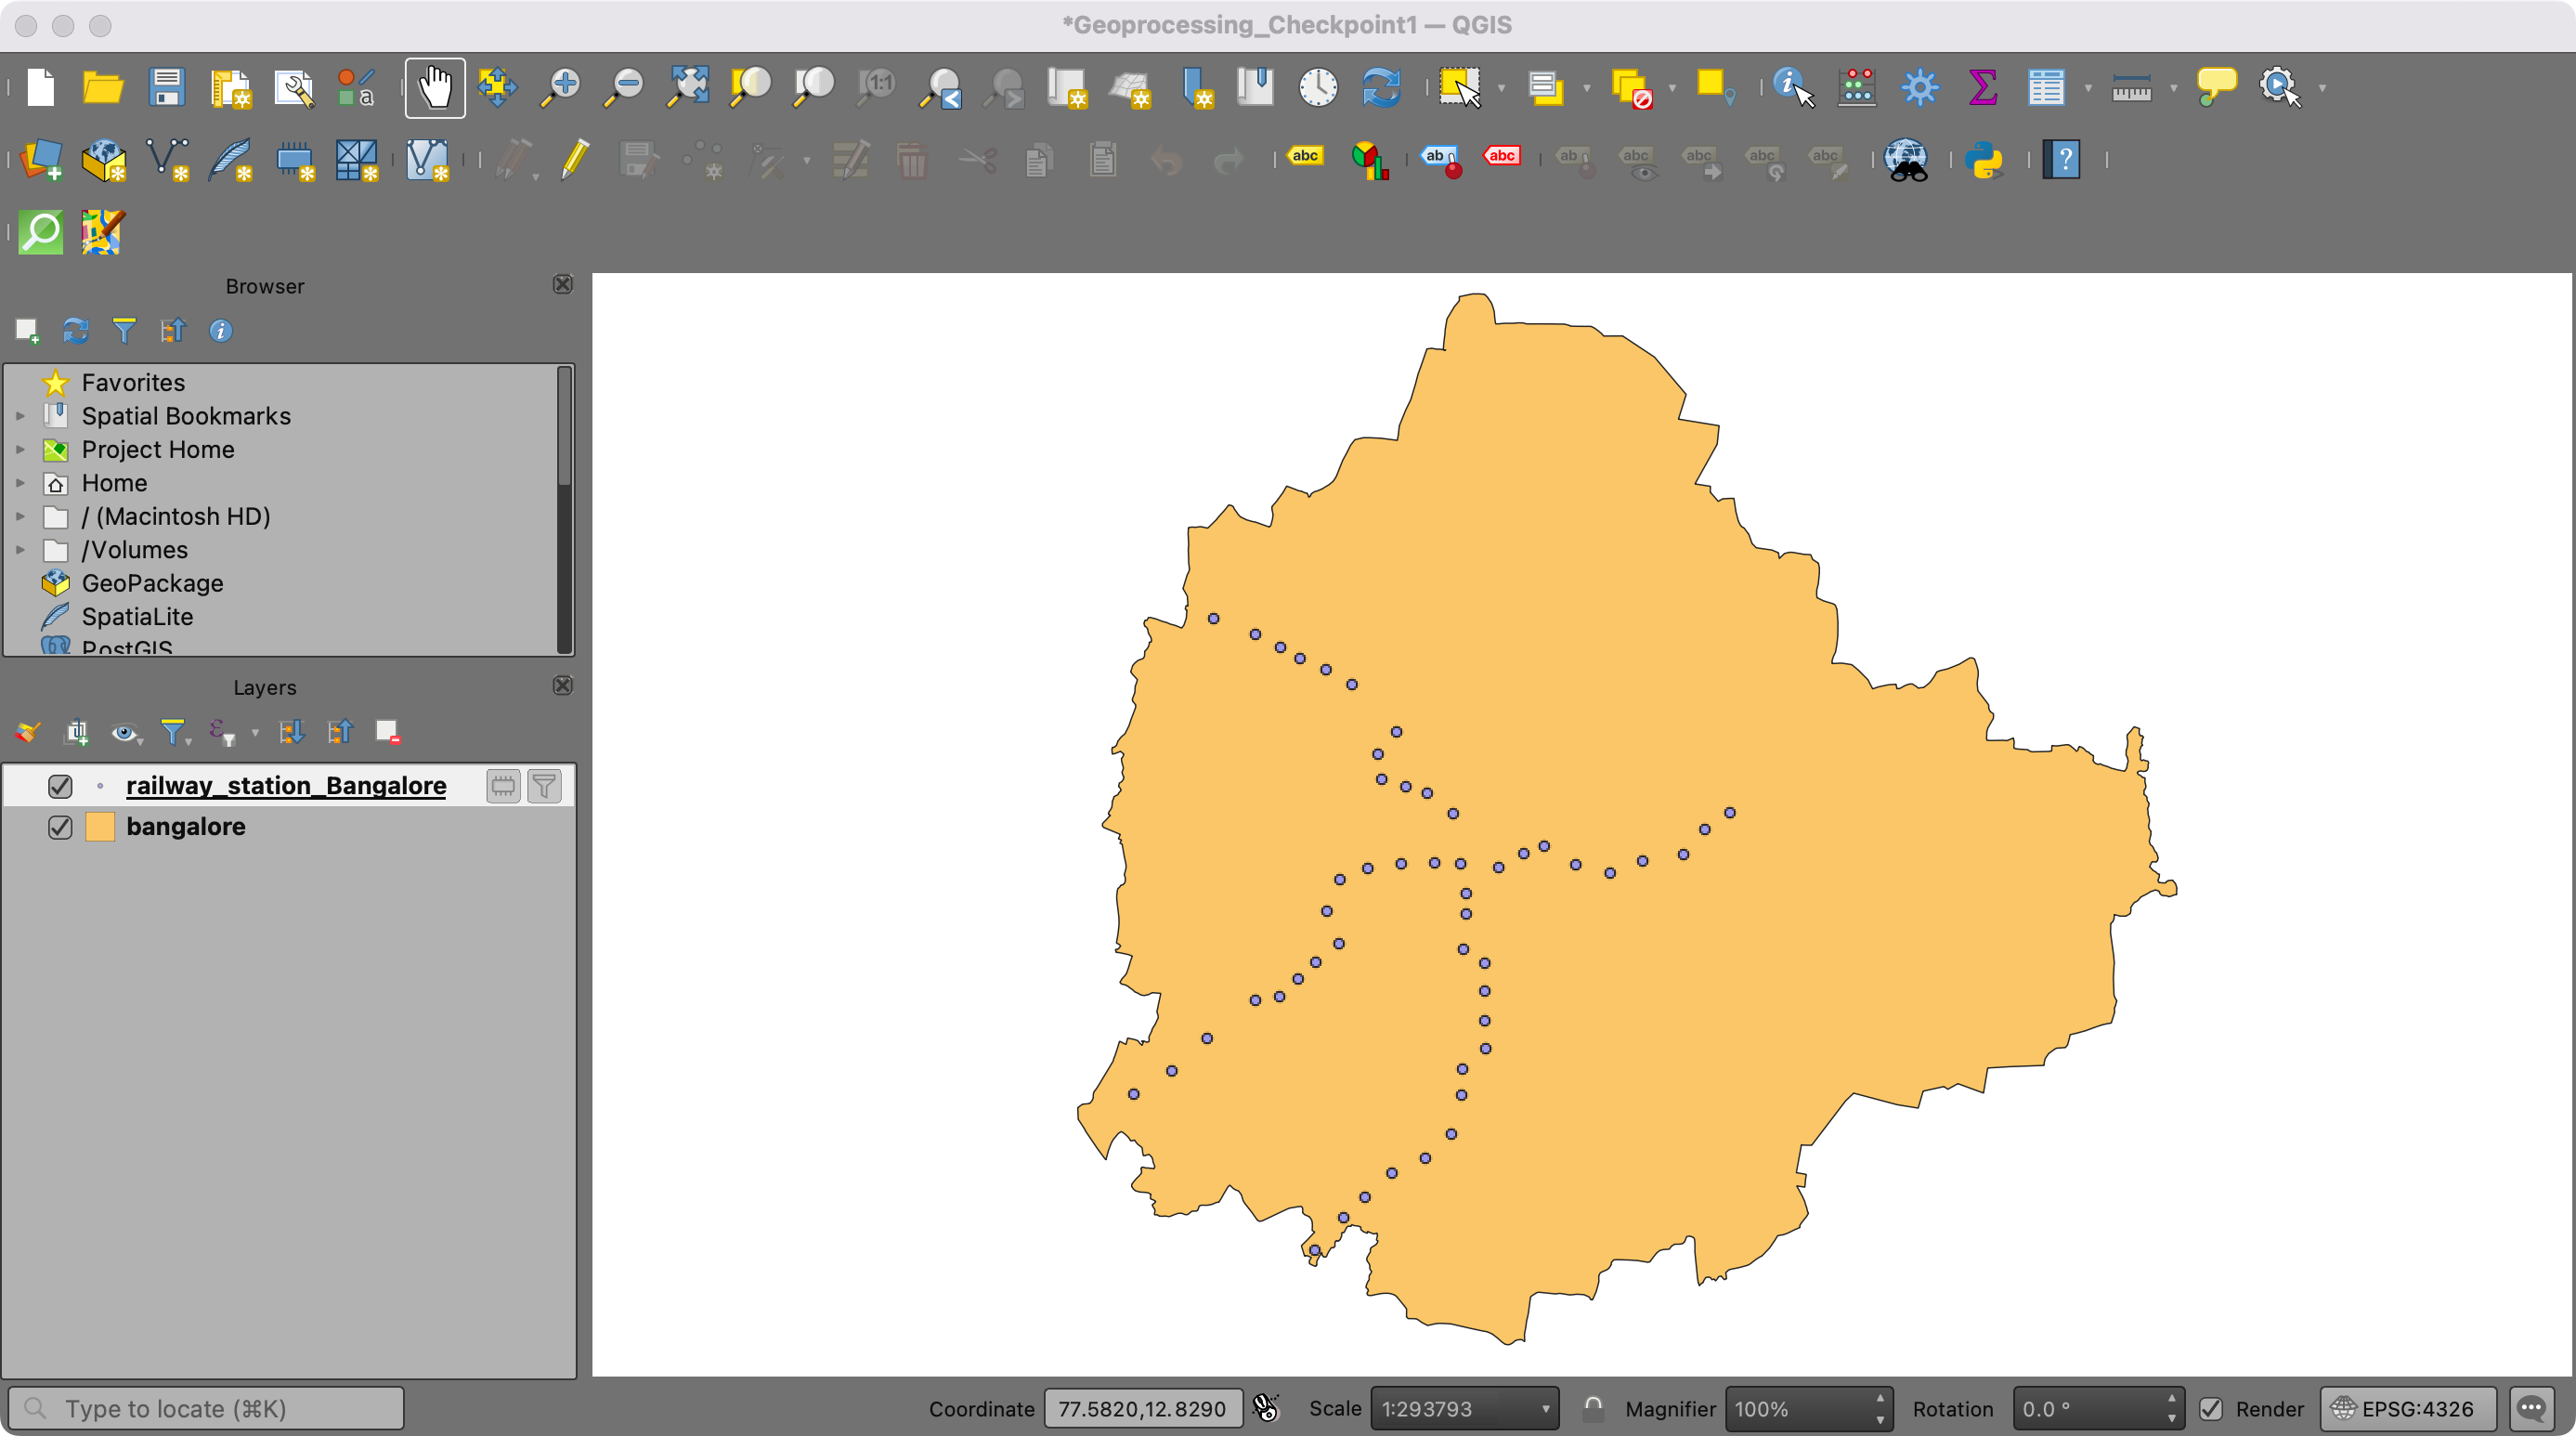 *Geoprocessing_Checkpoint1 — QGIS
1:1
a
abc
ab
abc
ab
abc
abc
abc
abc
?
Browser
Favorites
Spatial Bookmarks
Project Home
Home
/ (Macintosh HD)
/Volumes
GeoPackage
SpatiaLite
PostGIS
Layers
railway_station_Bangalore
bangalore
Type to locate (⌘K)
Coordinate 77.5820,12.8290 Scale 1:293793 Magnifier 100% Rotation 0.0 ° Render EPSG:4326